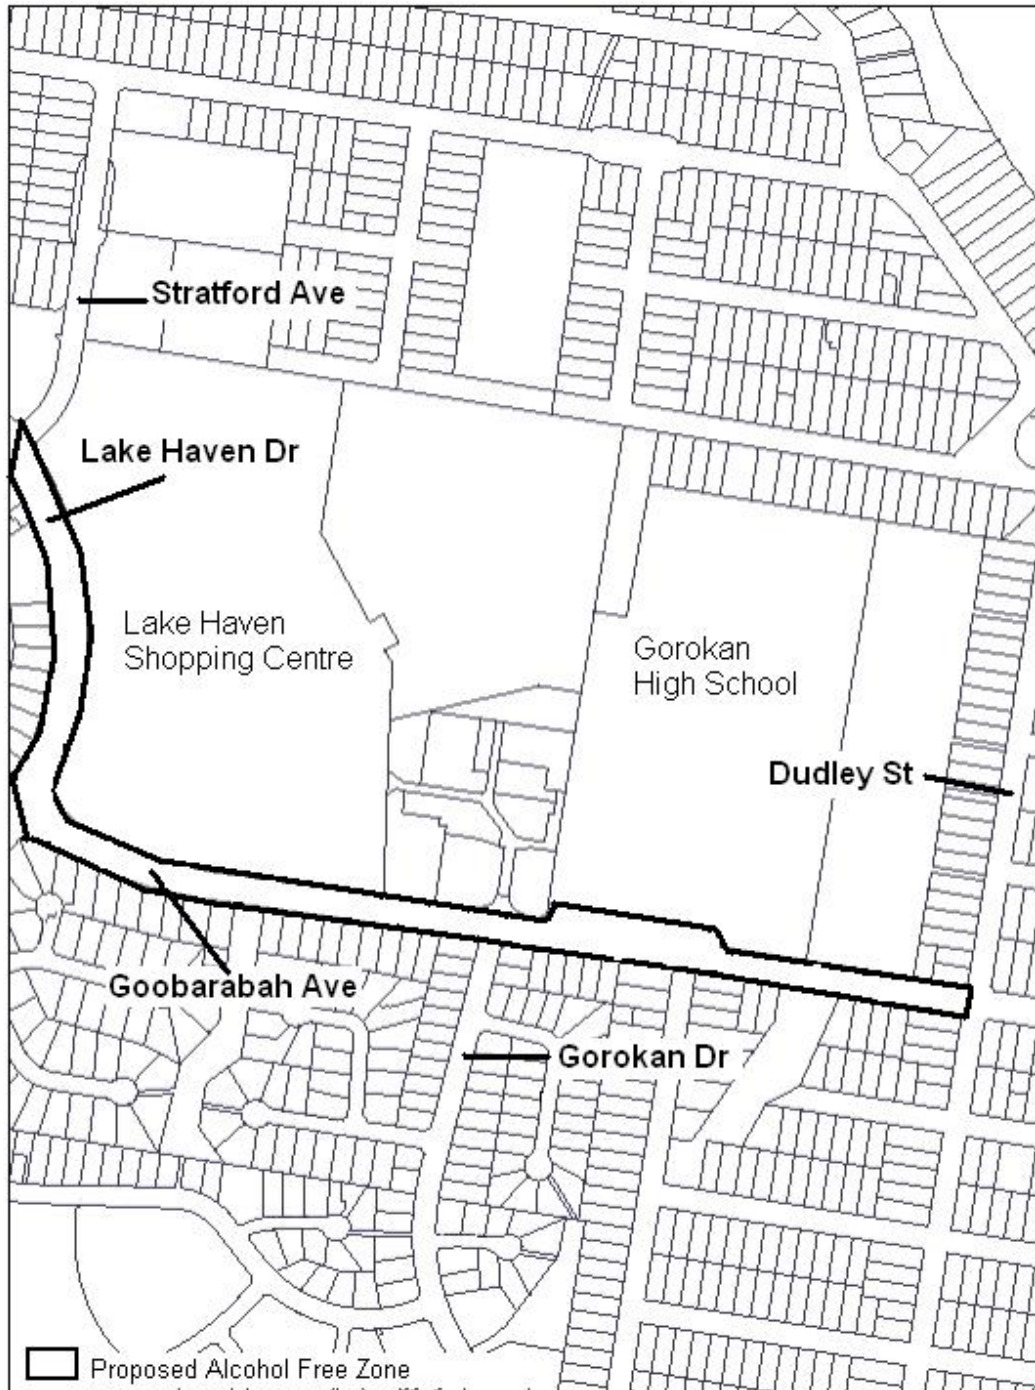 Stratford Ave
Lake Haven Dr
Lake Haven
Shopping Centre
Gorokan
High School
Dudley St
Goobarabah Ave
Gorokan Dr
Proposed Alcohol Free Zone